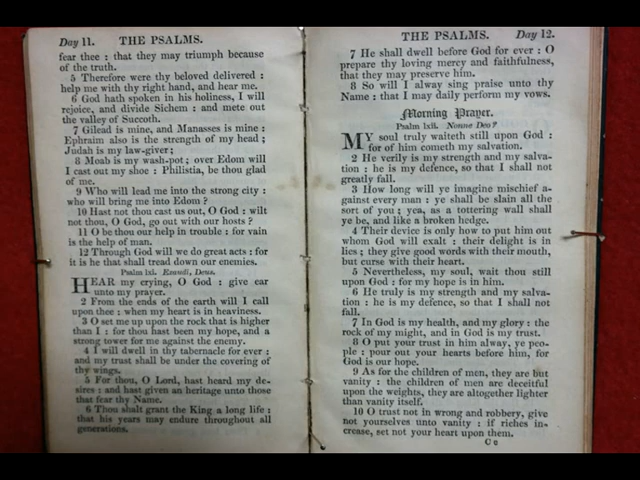 Day 11. THE PSALMS.
fear thee : that they may triumph because
of the truth.
5 Therefore were thy beloved delivered :
help me with thy right hand, and hear me.
6 God hath spoken in his holiness, I will
rejoice, and divide Sichem : and mete out
the valley of Succoth.
7 Gilead is mine, and Manasses is mine :
Ephraim also is the strength of my head ;
Judah is my law-giver;
8 Moab is my wash-pot; over Edom will
I cast out my shoe : Philistia, be thou glad
of me.
9 Who will lead me into the strong city :
who will bring me into Edom ?
10 Hast not thou cast us out, O God : wilt
not thou, O God, go out with our hosts ?
11 O be thou our help in trouble : for vain
is the help of man.
12 Through God will we do great acts : for
it is he that shall tread down our enemies.
Psalm lxi. Exaudi, Deus.
HEAR my crying, O God : give ear
unto my prayer.
2 From the ends of the earth will I call
upon thee : when my heart is in heaviness.
3 O set me up upon the rock that is higher
than I : for thou hast been my hope, and a
strong tower for me against the enemy.
4 I will dwell in thy tabernacle for ever :
and my trust shall be under the covering of
thy wings.
5 For thou, O Lord, hast heard my de-
sires : and hast given an heritage unto those
that fear thy Name.
6 Thou shalt grant the King a long life :
that his years may endure throughout all
generations.
THE PSALMS. Day 12.
7 He shall dwell before God for ever : O
prepare thy loving mercy and faithfulness,
that they may preserve him.
8 So will I alway sing praise unto thy
Name : that I may daily perform my vows.
Morning Prayer.
Psalm lxii. Nonne Deo?
MY soul truly waiteth still upon God :
for of him cometh my salvation.
2 He verily is my strength and my salva-
tion : he is my defence, so that I shall not
greatly fall.
3 How long will ye imagine mischief a-
gainst every man : ye shall be slain all the
sort of you ; yea, as a tottering wall shall
ye be, and like a broken hedge.
4 Their device is only how to put him out
whom God will exalt : their delight is in
lies ; they give good words with their mouth,
but curse with their heart.
5 Nevertheless, my soul, wait thou still
upon God : for my hope is in him.
6 He truly is my strength and my salva-
tion : he is my defence, so that I shall not
fall.
7 In God is my health, and my glory : the
rock of my might, and in God is my trust.
8 O put your trust in him alway, ye peo-
ple : pour out your hearts before him, for
God is our hope.
9 As for the children of men, they are but
vanity : the children of men are deceitful
upon the weights, they are altogether lighter
than vanity itself.
10 O trust not in wrong and robbery, give
not yourselves unto vanity : if riches in-
crease, set not your heart upon them.
C c